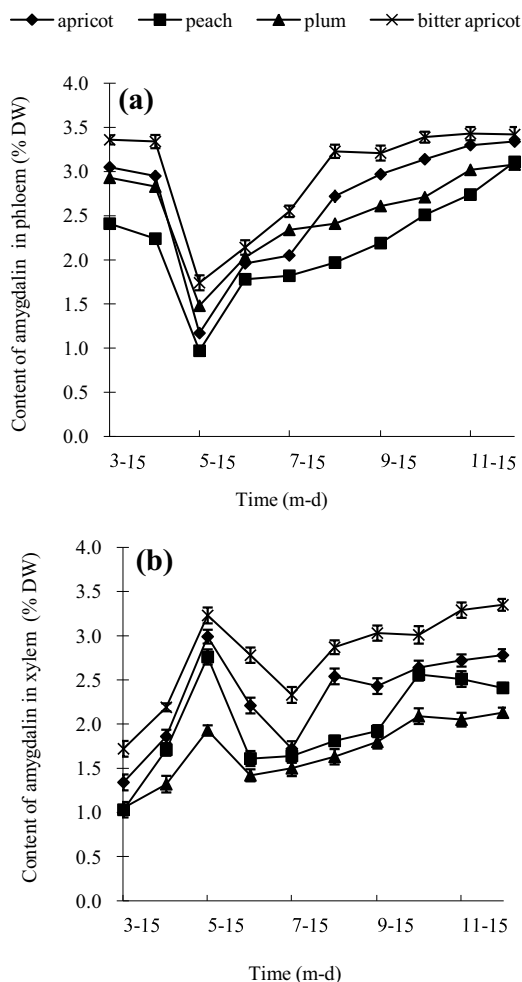 apricot peach plum bitter apricot
(a)
Content of amygdalin in phloem (% DW)
4.0
3.5
3.0
2.5
2.0
1.5
1.0
0.5
0.0
3-15 5-15 7-15 9-15 11-15
Time (m-d)
(b)
Content of amygdalin in xylem (% DW)
4.0
3.5
3.0
2.5
2.0
1.5
1.0
0.5
0.0
3-15 5-15 7-15 9-15 11-15
Time (m-d)